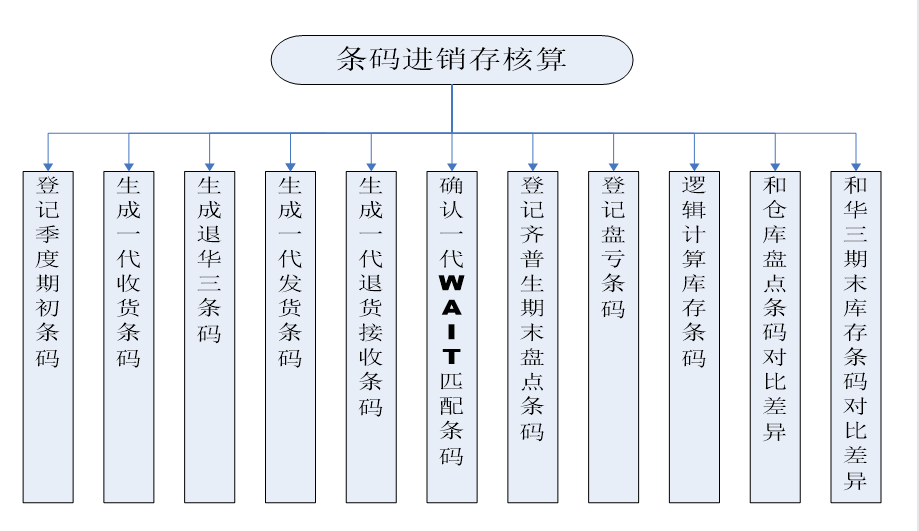 条码进销存核算
登记季度期初条码
生成一代收货条码
生成退华三条码
生成一代发货条码
生成一代退货接收条码
确认一代WAIT匹配条码
登记齐普生期末盘点条码
登记盘亏条码
逻辑计算库存条码
和仓库盘点条码对比差异
和华三期末库存条码对比差异